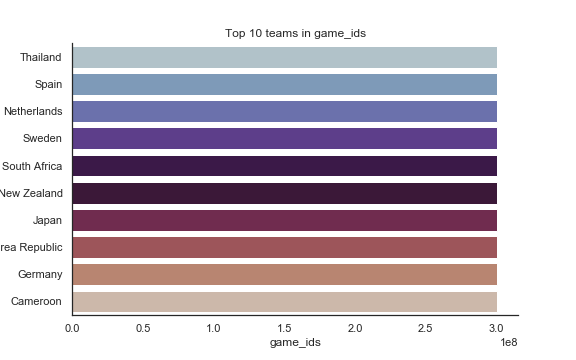 Top 10 teams in game_ids
Thailand
Spain
Netherlands
Sweden
South Africa
New Zealand
Japan
rea Republic
Germany
Cameroon
0.0 0.5 1.0 1.5 2.0 2.5 3.0
1e8
game_ids